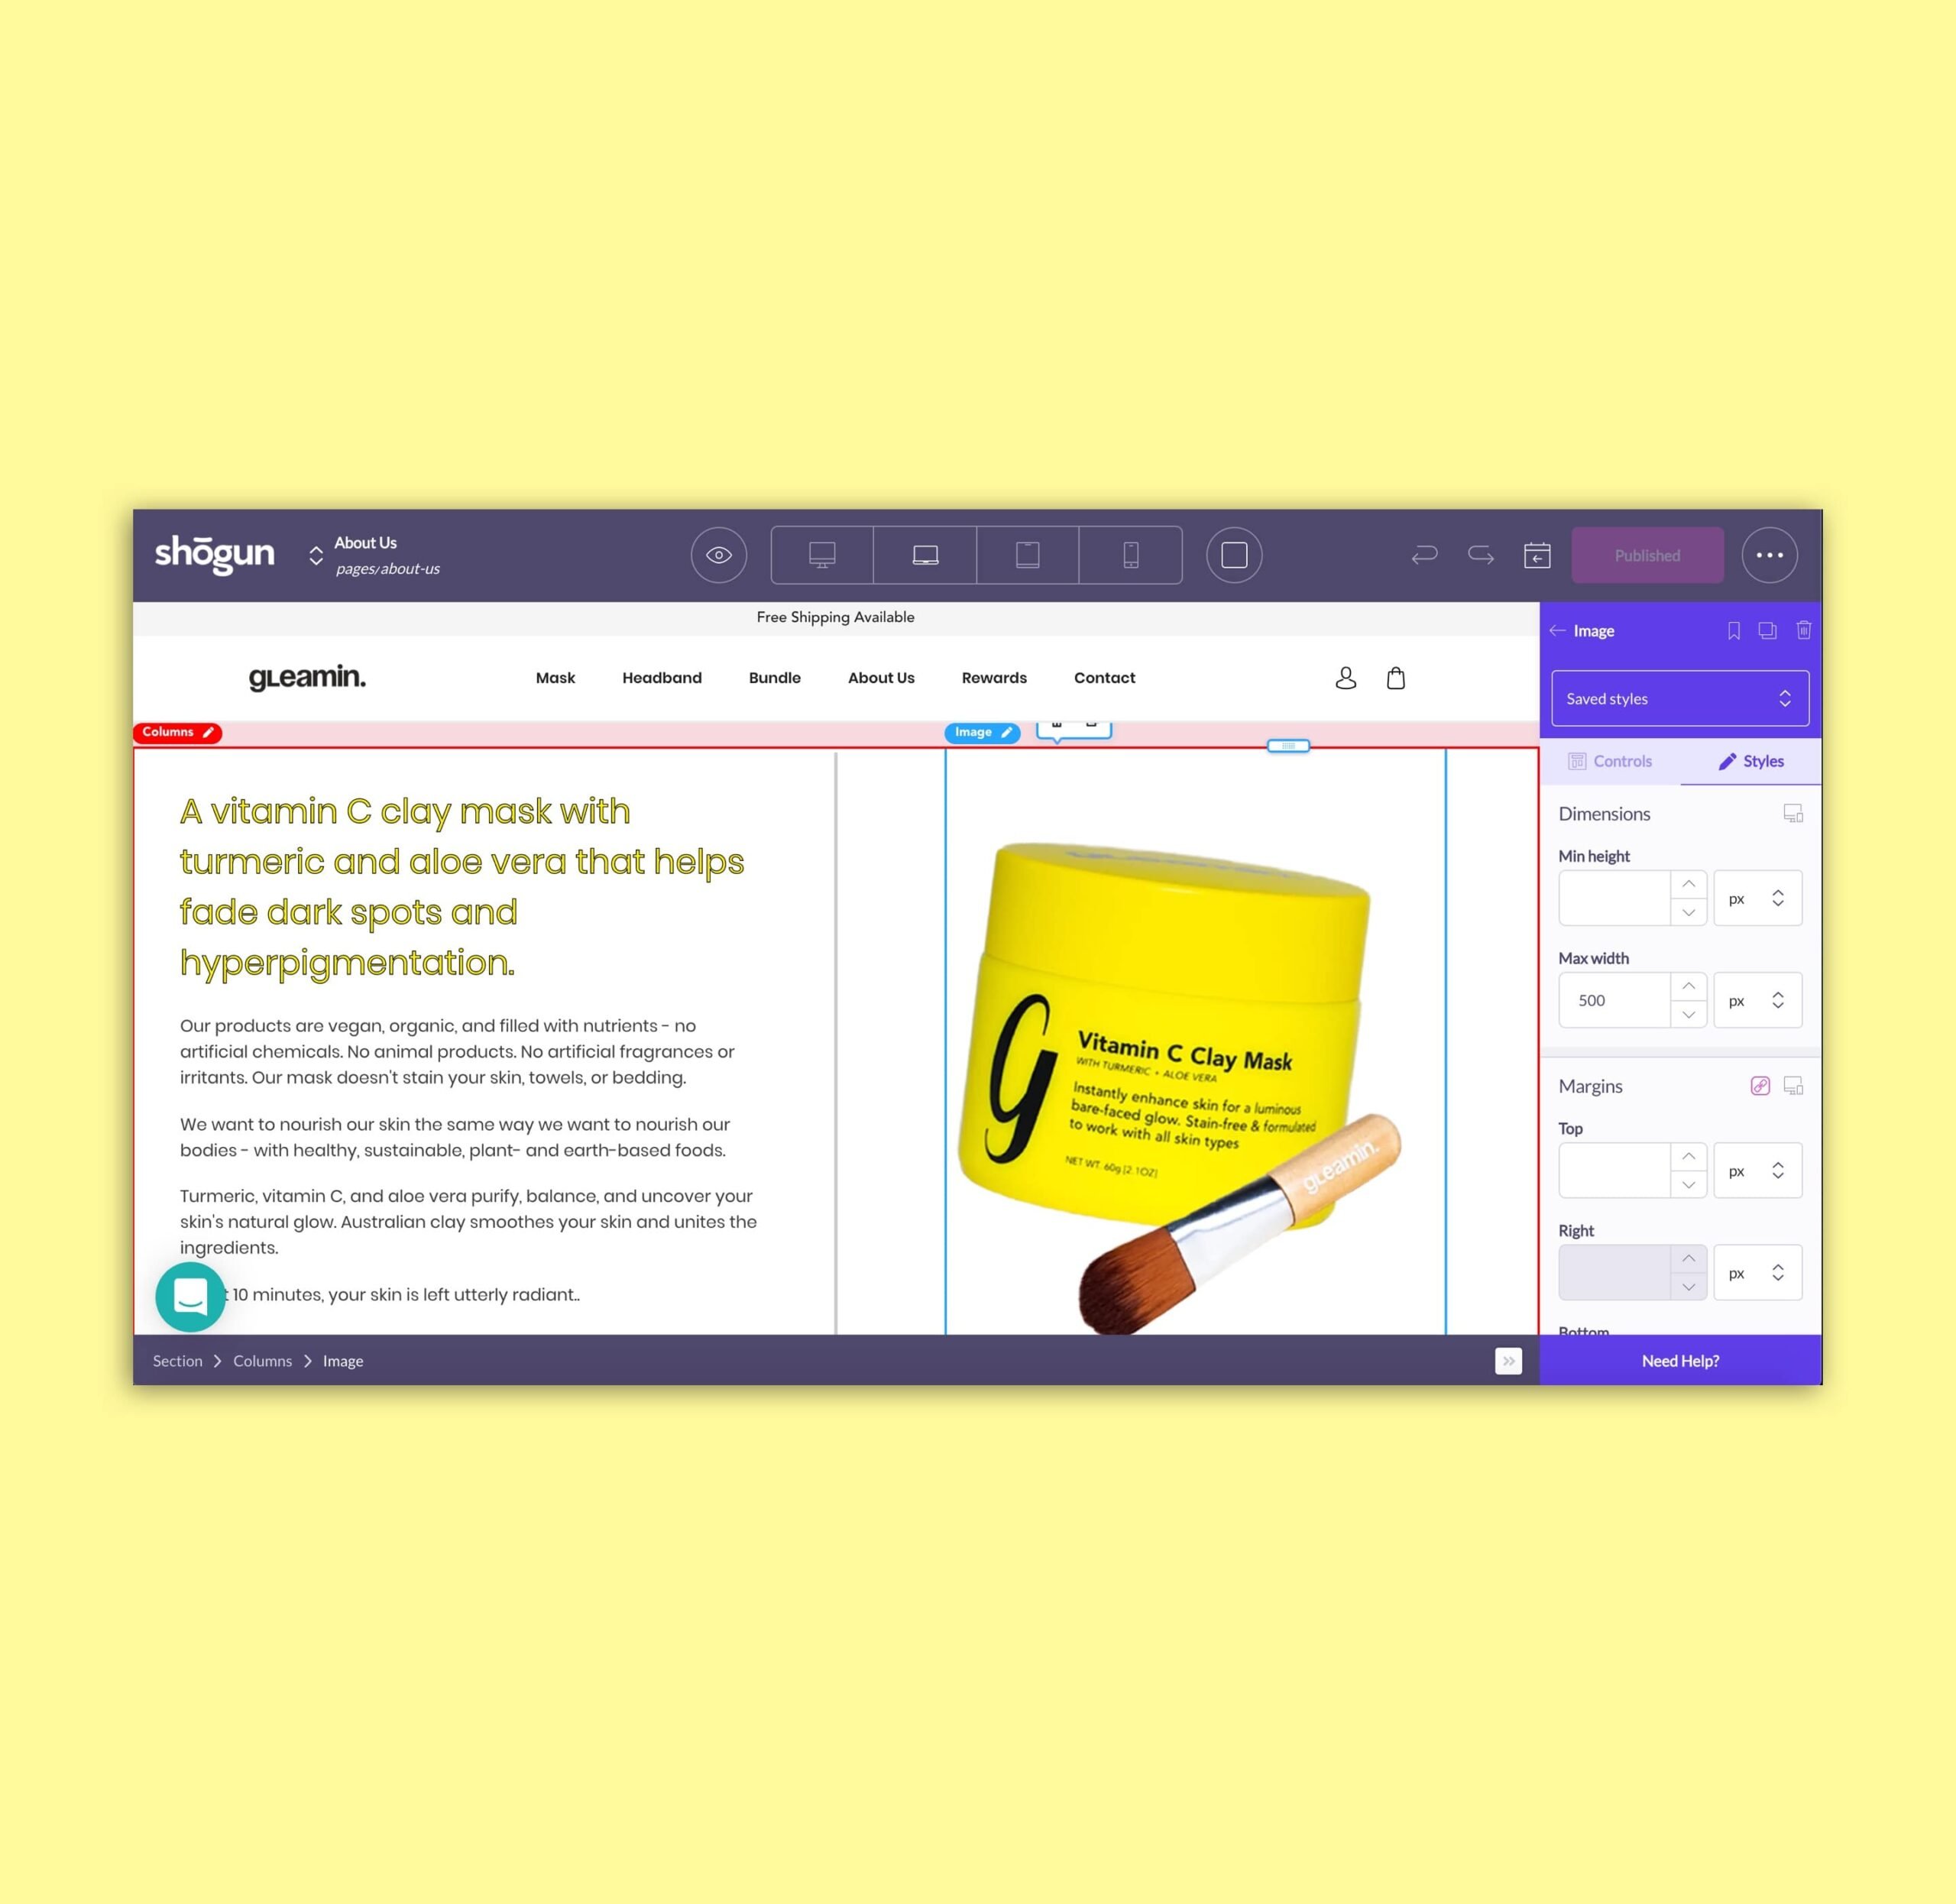 shōgun
About Us
pages/about-us
Published
Free Shipping Available
gLeamin.
Mask
Headband
Bundle
About Us
Rewards
Contact
Columns
Image
A vitamin C clay mask with
turmeric and aloe vera that helps
fade dark spots and
hyperpigmentation.
Our products are vegan, organic, and filled with nutrients - no
artificial chemicals. No animal products. No artificial fragrances or
irritants. Our mask doesn't stain your skin, towels, or bedding.
We want to nourish our skin the same way we want to nourish our
bodies - with healthy, sustainable, plant- and earth-based foods.
Turmeric, vitamin C, and aloe vera purify, balance, and uncover your
skin's natural glow. Australian clay smoothes your skin and unites the
ingredients.
10 minutes, your skin is left utterly radiant..
g
Vitamin C Clay Mask
WITH TURMERIC + ALOE VERA
Instantly enhance skin for a luminous
bare-faced glow. Stain-free & formulated
to work with all skin types
NET WT. 60g [2.1OZ]
gLeamin.
Image
Saved styles
Controls
Styles
Dimensions
Min height
px
Max width
500
px
Margins
Top
px
Right
px
Bottom
Section > Columns > Image
Need Help?